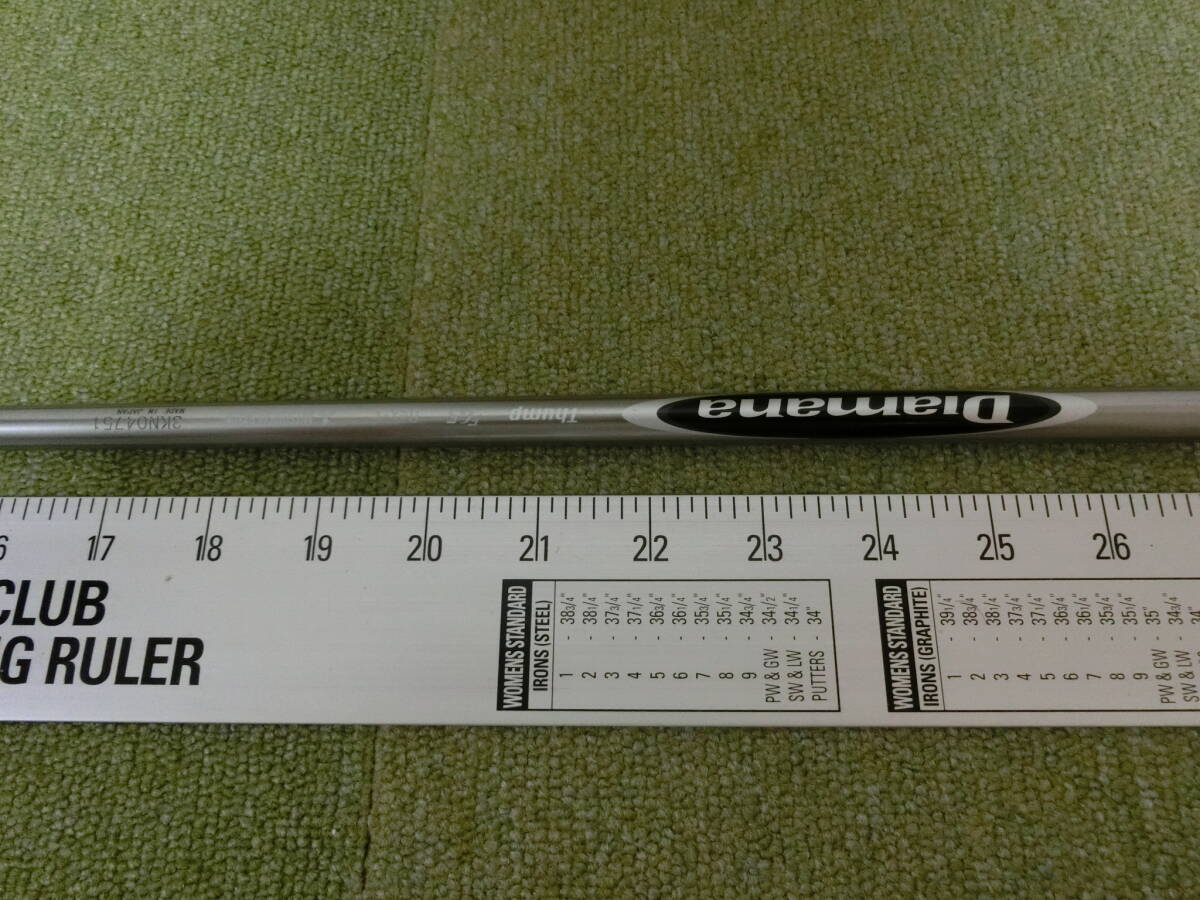 Diamana
Thump
3KN04751
MADE IN JAPAN
17 18 19 20 21 22 23 24 25 26
CLUB
G RULER
WOMENS STANDARD
IRONS (STEEL)
1 - 38 3/4"
2 - 38 1/4"
3 - 37 3/4"
4 - 37 1/4"
5 - 36 3/4"
6 - 36 1/4"
7 - 35 3/4"
8 - 35 1/4"
9 - 34 3/4"
PW & GW - 34 1/2"
SW & LW - 34 1/4"
PUTTERS - 34"
WOMENS STANDARD
IRONS (GRAPHITE)
1 - 39 1/4"
2 - 38 3/4"
3 - 38 1/4"
4 - 37 3/4"
5 - 37 1/4"
6 - 36 3/4"
7 - 36 1/4"
8 - 35 3/4"
9 - 35 1/4"
PW & GW - 35"
SW & LW - 34 3/4"